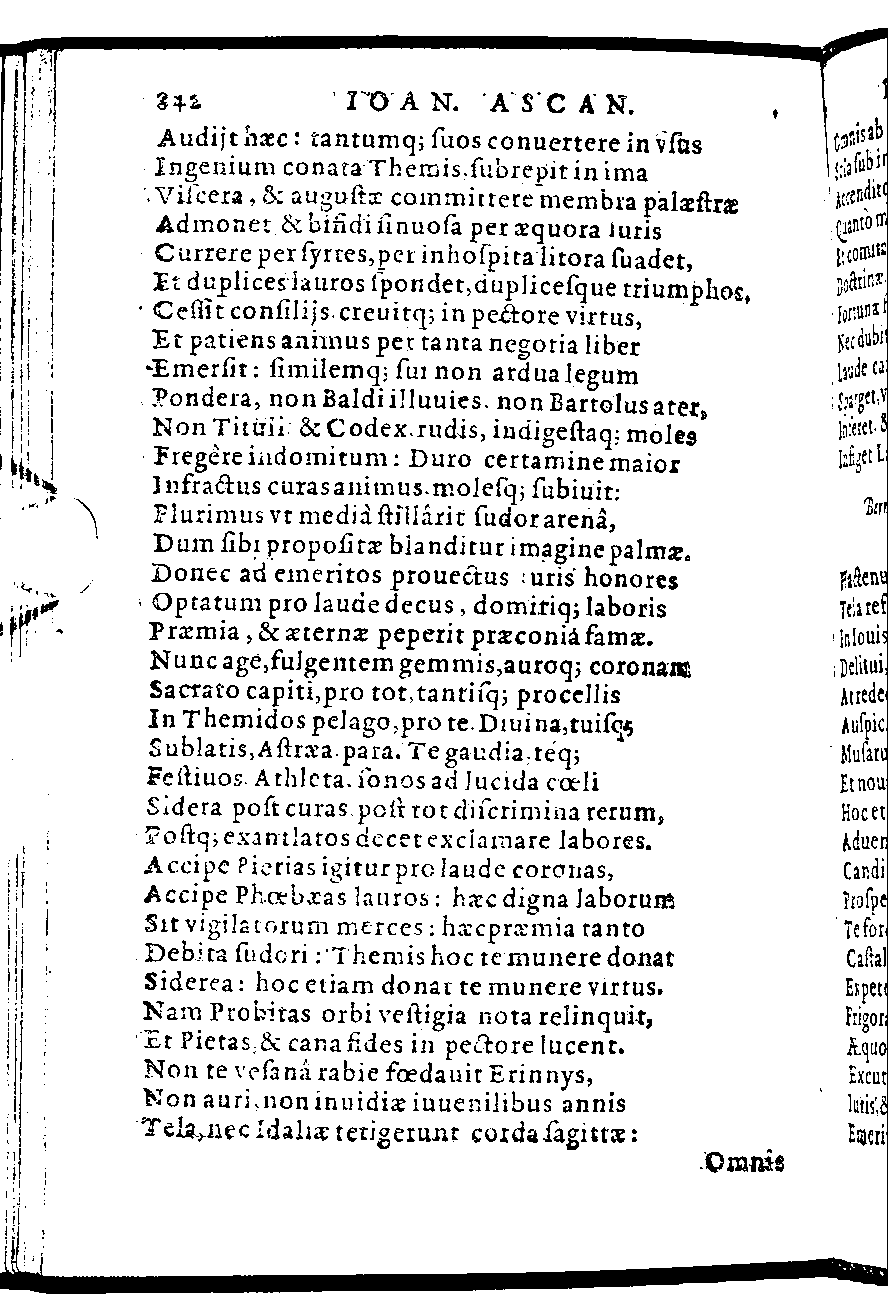 342 IOAN. ASCAN.
Audijt hæc: tantumq; ſuos conuertere in vſus
Ingenium conata Themis, ſubrepit in ima
Viſcera, & auguſtæ committere membra palæſtræ
Admonet & bifidi ſinuoſa per æquora iuris
Currere per ſyrtes, per inhoſpita litora ſuadet,
Et duplices lauros ſpondet, duplicesque triumphos,
Ceſſit conſilijs. creuitq; in pectore virtus,
Et patiens animus per tanta negotia liber
Emerſit: ſimilemq; ſui non ardua legum
Pondera, non Baldi illuuies. non Bartolus ater,
Non Tituli & Codex. rudis, indigeſtaq; moles
Fregère indomitum: Duro certamine maior
Infractus curas animus. moleſq; ſubiuit:
Plurimus vt mediâ ſtillârit ſudor arenâ,
Dum ſibi propoſitæ blanditur imagine palmæ.
Donec ad emeritos prouectus iuris honores
Optatum pro laude decus, domitiq; laboris
Præmia, & æternæ peperit præconia famæ.
Nunc age, fulgentem gemmis, auroq; coronam
Sacrato capiti, pro tot, tantiſq; procellis
In Themidos pelago, pro te. Diuina, tuiſq;
Sublatis, Aſtræa. para. Te gaudia, téq;
Feſtiuos. Athleta. ſonos ad lucida cœli
Sidera poſt curas. poſt tot diſcrimina rerum,
Poſtq; exantlatos decet exclamare labores.
Accipe Pierias igitur pro laude coronas,
Accipe Phœbæas lauros: hæc digna laborum
Sit vigilatorum merces: hæc præmia tanto
Debita ſudori: Themis hoc te munere donat
Siderea: hoc etiam donat te munere virtus.
Nam Probitas orbi veſtigia nota relinquit,
Et Pietas, & cana fides in pectore lucent.
Non te veſanâ rabie fœdauit Erinnys,
Non auri, non inuidiæ iuuenilibus annis
Tela, nec Idaliæ tetigerunt corda ſagittæ:
Omnis